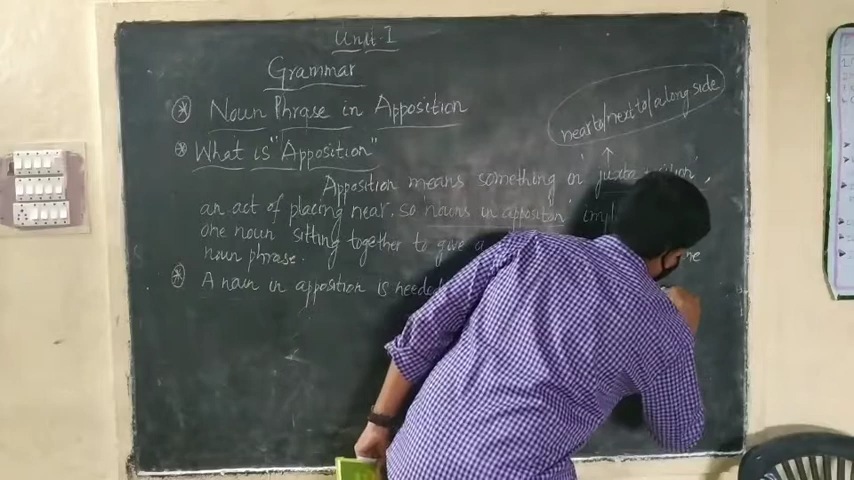 Unit-I
Grammar
Noun Phrase in Apposition
near to/next to/along side
What is "Apposition"
Apposition means something on
an act of placing near. so 'nouns in appositon'
one noun sitting together to give a
noun phrase.
A noun in apposition is needed